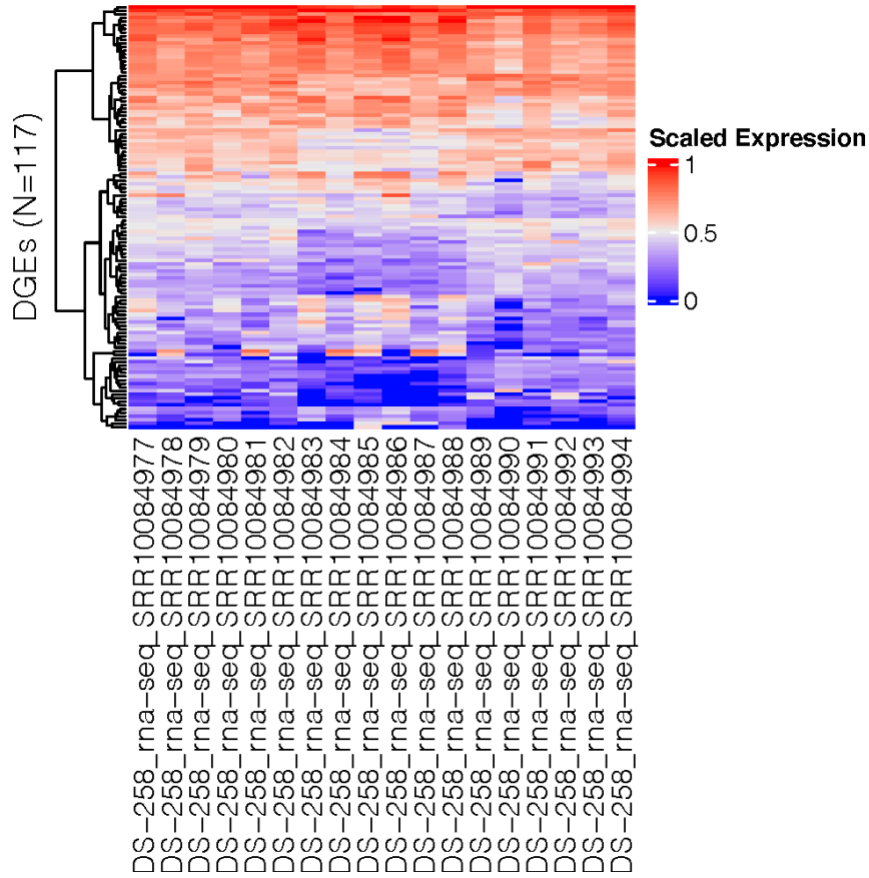 DGEs (N=117)
Scaled Expression
1
0.5
0
DS-258_rna-seq_SRR10084977
DS-258_rna-seq_SRR10084978
DS-258_rna-seq_SRR10084979
DS-258_rna-seq_SRR10084980
DS-258_rna-seq_SRR10084981
DS-258_rna-seq_SRR10084982
DS-258_rna-seq_SRR10084983
DS-258_rna-seq_SRR10084984
DS-258_rna-seq_SRR10084985
DS-258_rna-seq_SRR10084986
DS-258_rna-seq_SRR10084987
DS-258_rna-seq_SRR10084988
DS-258_rna-seq_SRR10084989
DS-258_rna-seq_SRR10084990
DS-258_rna-seq_SRR10084991
DS-258_rna-seq_SRR10084992
DS-258_rna-seq_SRR10084993
DS-258_rna-seq_SRR10084994